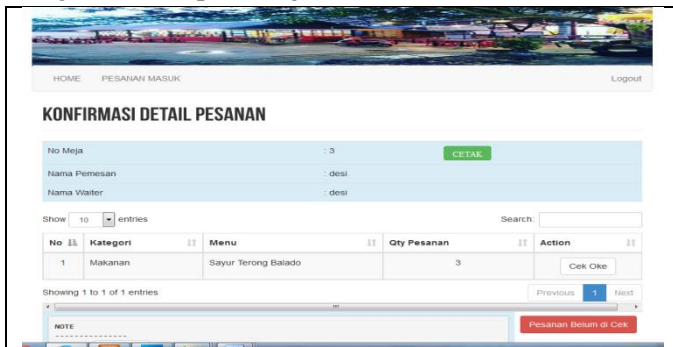 HOME PESANAN MASUK Logout
KONFIRMASI DETAIL PESANAN
No Meja : 3 CETAK
Nama Pemesan : desi
Nama Waiter : desi
Show 10 entries Search:
No Kategori Menu Qty Pesanan Action
1 Makanan Sayur Terong Balado 3 Cek Oke
Showing 1 to 1 of 1 entries Previous 1 Next
NOTE Pesanan Belum di Cek
---------------